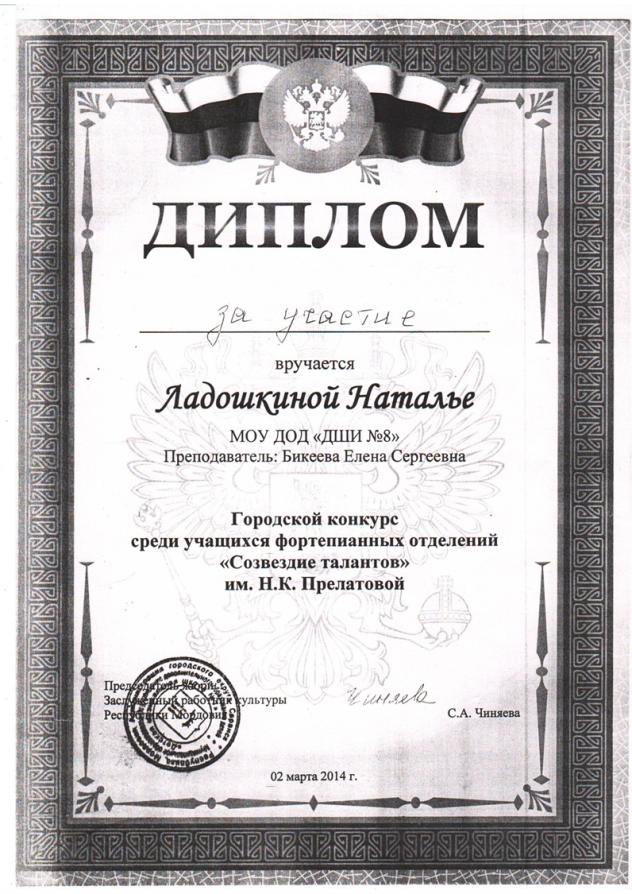 ДИПЛОМ
за участие
вручается
Ладошкиной Наталье
МОУ ДОД «ДШИ №8»
Преподаватель: Бикеева Елена Сергеевна
Городской конкурс
среди учащихся фортепианных отделений
«Созвездие талантов»
им. Н.К. Прелатовой
Председатель жюри:
Заслуженный работник культуры
Республики Мордовия
Чиняева
С.А. Чиняева
02 марта 2014 г.